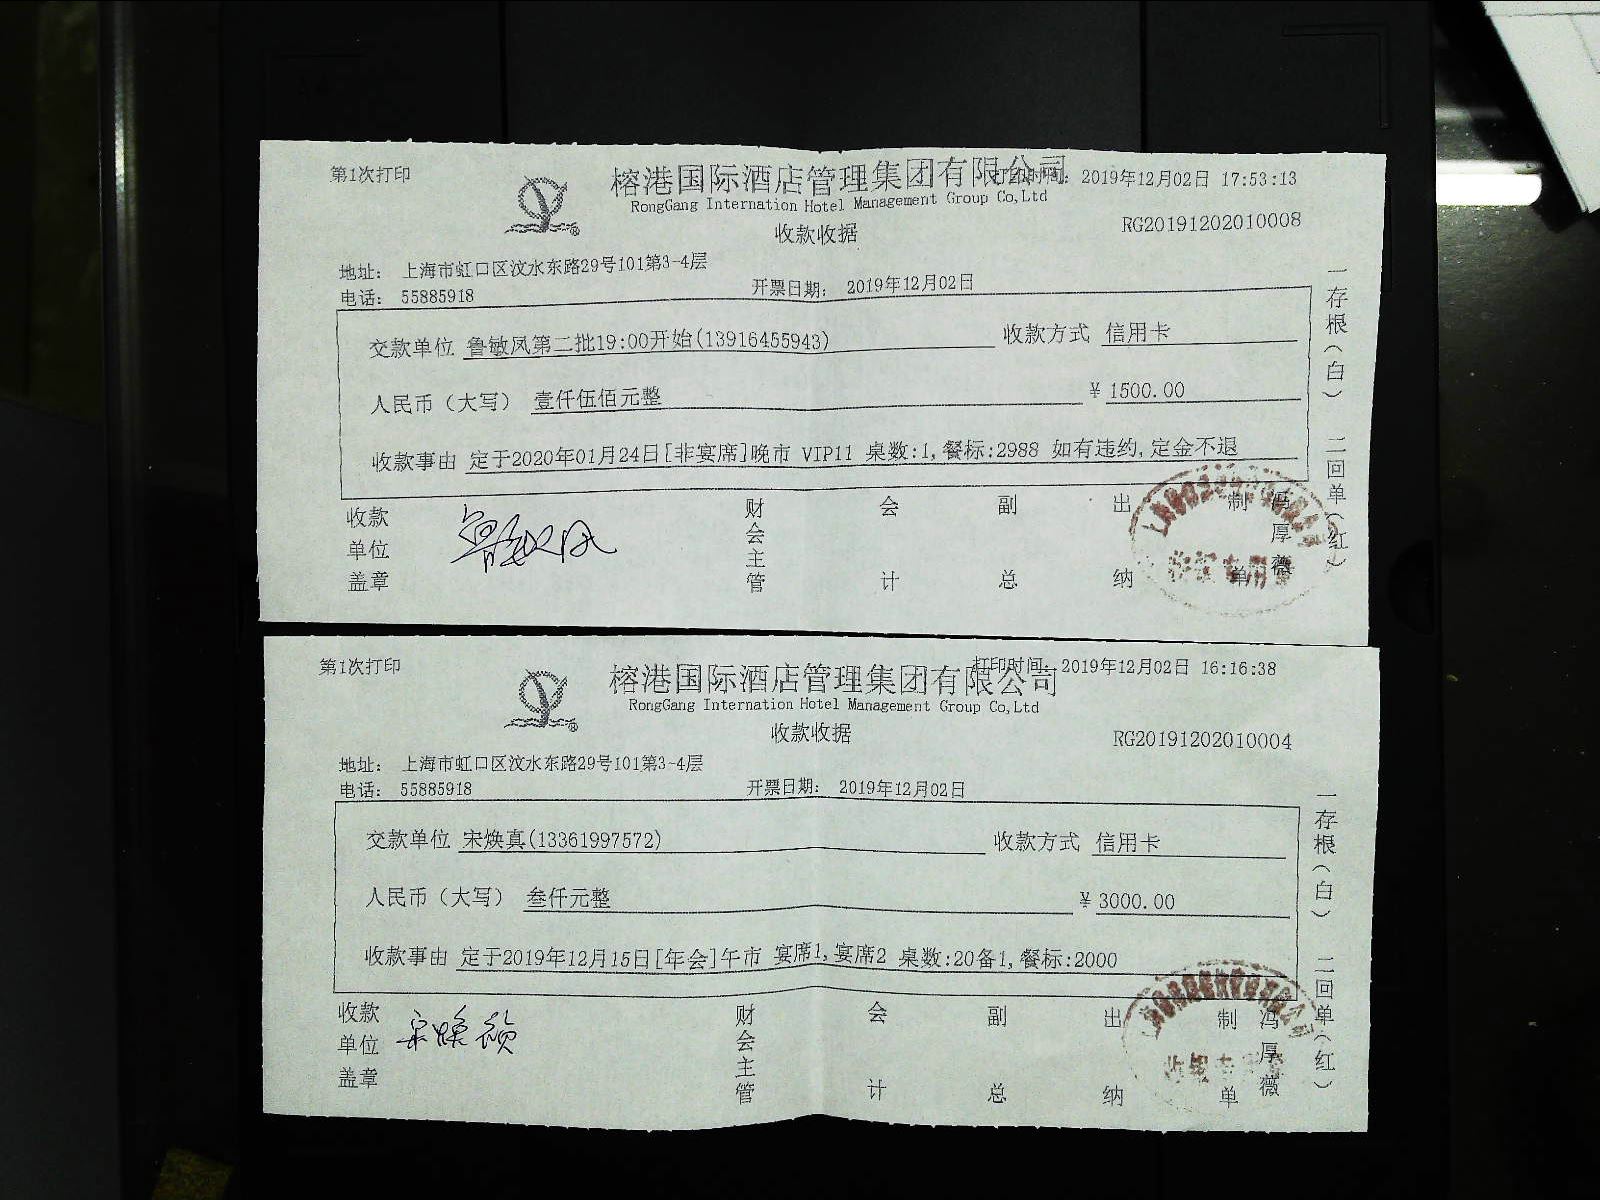 第1次打印
榕港国际酒店管理集团有限公司
打印时间: 2019年12月02日 17:53:13
RongGang Internation Hotel Management Group Co,Ltd
收款收据
RG20191202010008
地址: 上海市虹口区汶水东路29号101第3-4层
电话: 55885918
开票日期: 2019年12月02日
交款单位 鲁敏凤第二批19:00开始(13916455943) 收款方式 信用卡
人民币（大写） 壹仟伍佰元整 ¥ 1500.00
收款事由 定于2020年01月24日[非宴席]晚市 VIP11 桌数:1,餐标:2988 如有违约,定金不退
收款单位盖章 鲁敏凤 财会主管 会计 副总 出纳 制单 冯厚薇
一存根(白) 二回单(红)
收银专用章
第1次打印
榕港国际酒店管理集团有限公司
打印时间: 2019年12月02日 16:16:38
RongGang Internation Hotel Management Group Co,Ltd
收款收据
RG20191202010004
地址: 上海市虹口区汶水东路29号101第3-4层
电话: 55885918
开票日期: 2019年12月02日
交款单位 宋焕真(13361997572) 收款方式 信用卡
人民币（大写） 叁仟元整 ¥ 3000.00
收款事由 定于2019年12月15日[年会]午市 宴席1,宴席2 桌数:20备1,餐标:2000
收款单位盖章 宋焕 财会主管 会计 副总 出纳 制单 冯厚薇
一存根(白) 二回单(红)